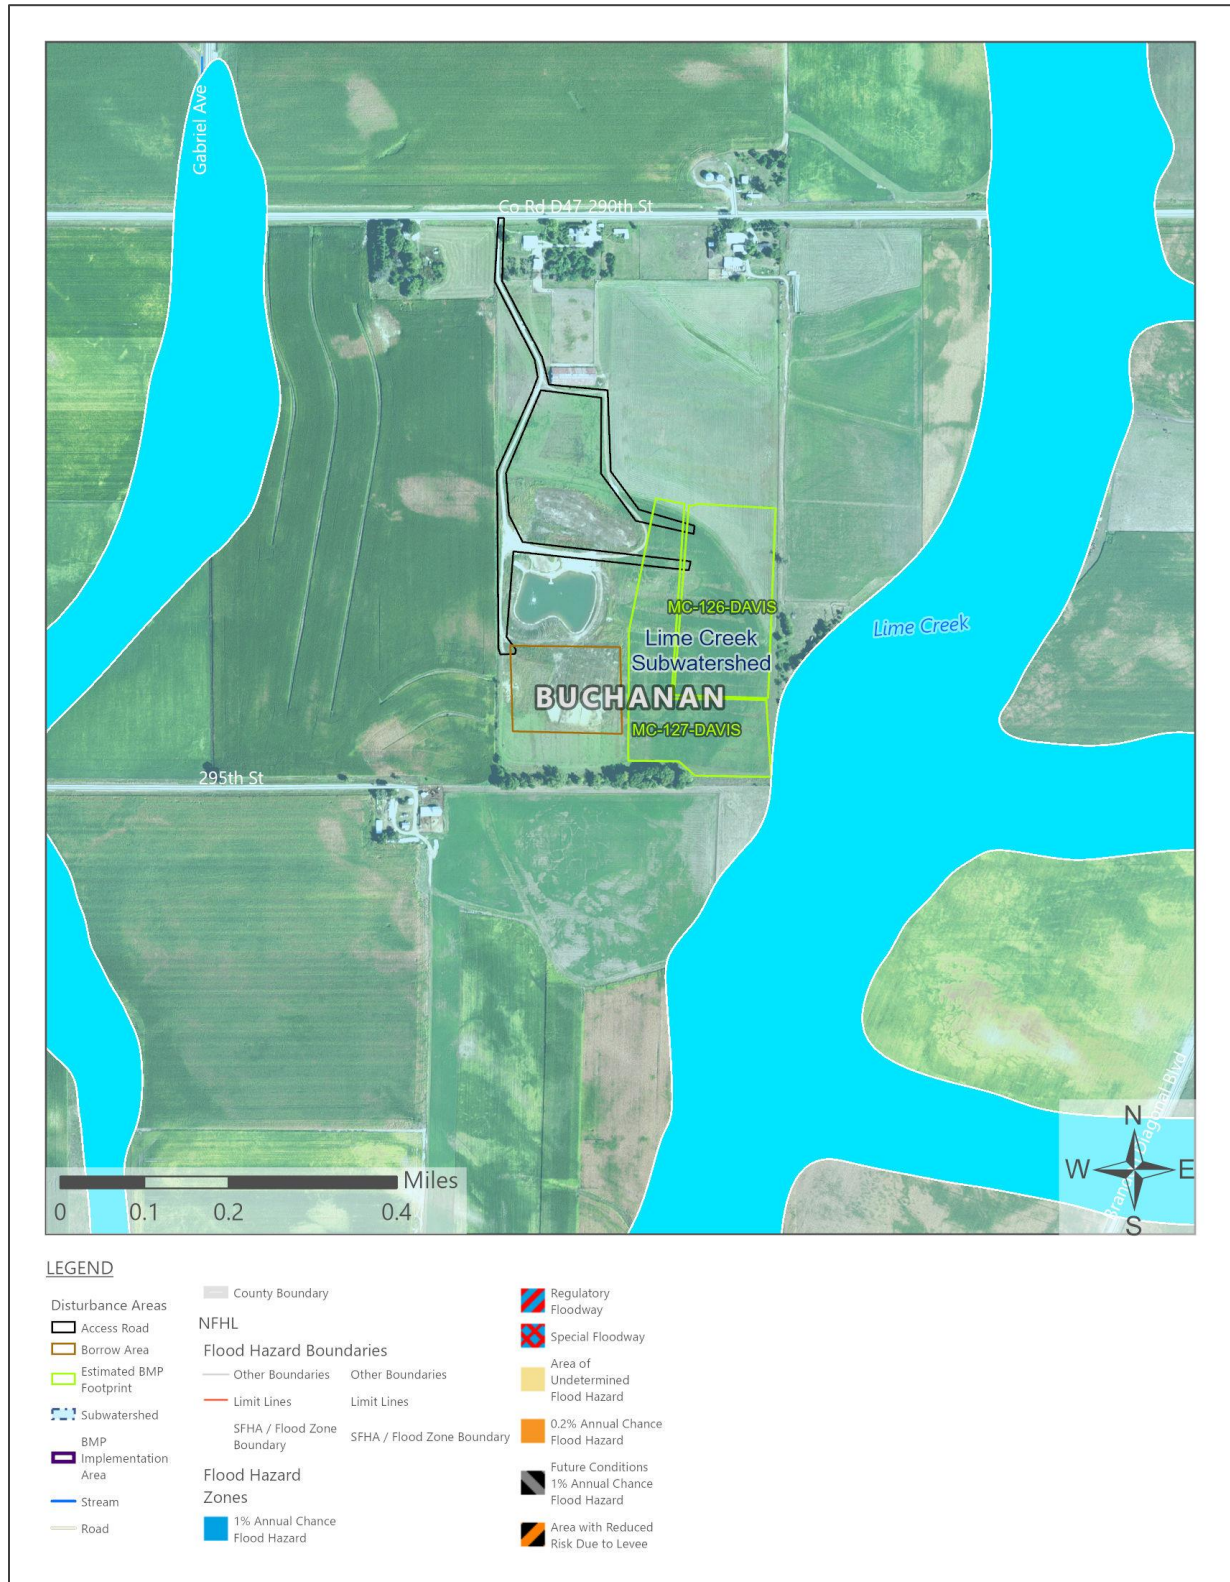 Gabriel Ave
Co Rd D47 290th St
MC-126-DAVIS
Lime Creek
Lime Creek
Subwatershed
BUCHANAN
MC-127-DAVIS
295th St
Diagonal Blvd
N
W E
S
Miles
0 0.1 0.2 0.4
LEGEND
Disturbance Areas
Access Road
Borrow Area
Estimated BMP
Footprint
Subwatershed
BMP
Implementation
Area
Stream
Road
County Boundary
NFHL
Flood Hazard Boundaries
Other Boundaries Other Boundaries
Limit Lines Limit Lines
SFHA / Flood Zone
Boundary
SFHA / Flood Zone Boundary
Flood Hazard
Zones
1% Annual Chance
Flood Hazard
Regulatory
Floodway
Special Floodway
Area of
Undetermined
Flood Hazard
0.2% Annual Chance
Flood Hazard
Future Conditions
1% Annual Chance
Flood Hazard
Area with Reduced
Risk Due to Levee